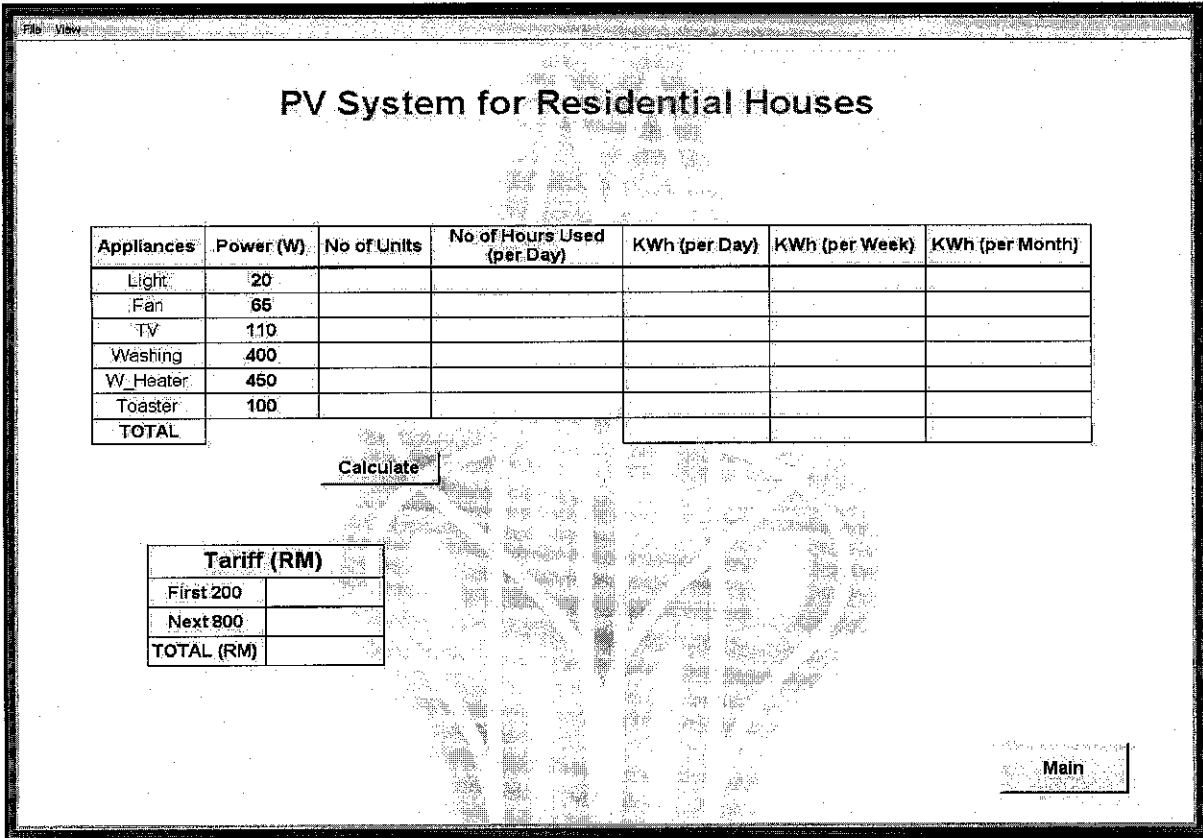 File View
PV System for Residential Houses
Appliances Power (W) No of Units No of Hours Used (per Day) KWh (per Day) KWh (per Week) KWh (per Month)
Light 20
Fan 65
TV 110
Washing 400
W_Heater 450
Toaster 100
TOTAL
Calculate
Tariff (RM)
First 200
Next 800
TOTAL (RM)
Main